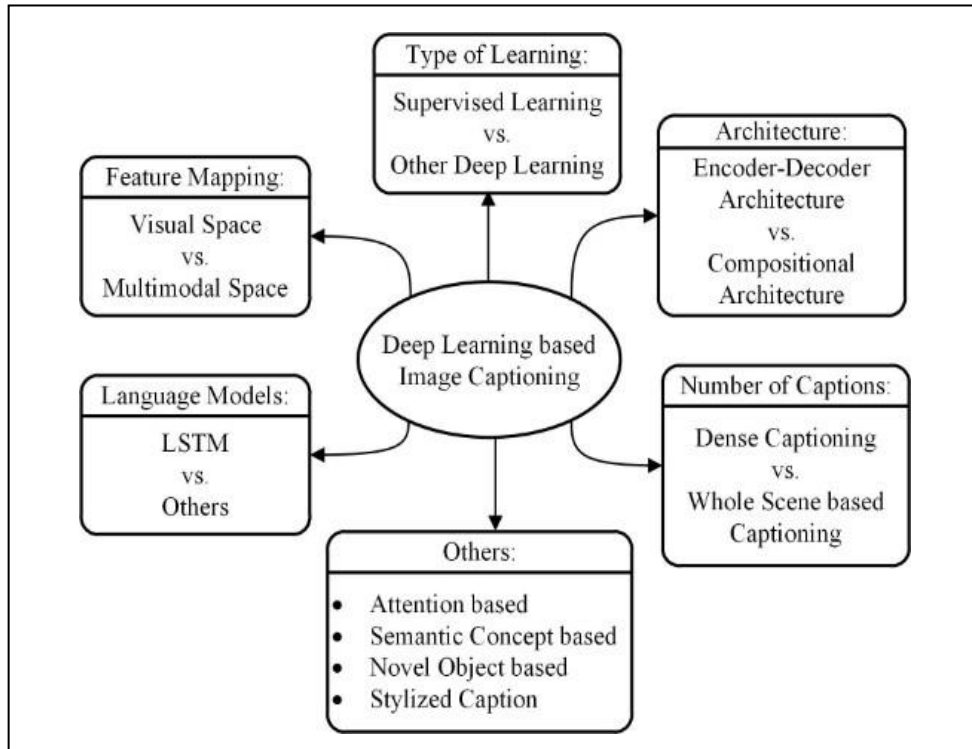 Type of Learning:
Supervised Learning
vs.
Other Deep Learning
Architecture:
Encoder-Decoder
Architecture
vs.
Compositional
Architecture
Feature Mapping:
Visual Space
vs.
Multimodal Space
Deep Learning based
Image Captioning
Language Models:
LSTM
vs.
Others
Number of Captions:
Dense Captioning
vs.
Whole Scene based
Captioning
Others:
• Attention based
• Semantic Concept based
• Novel Object based
• Stylized Caption